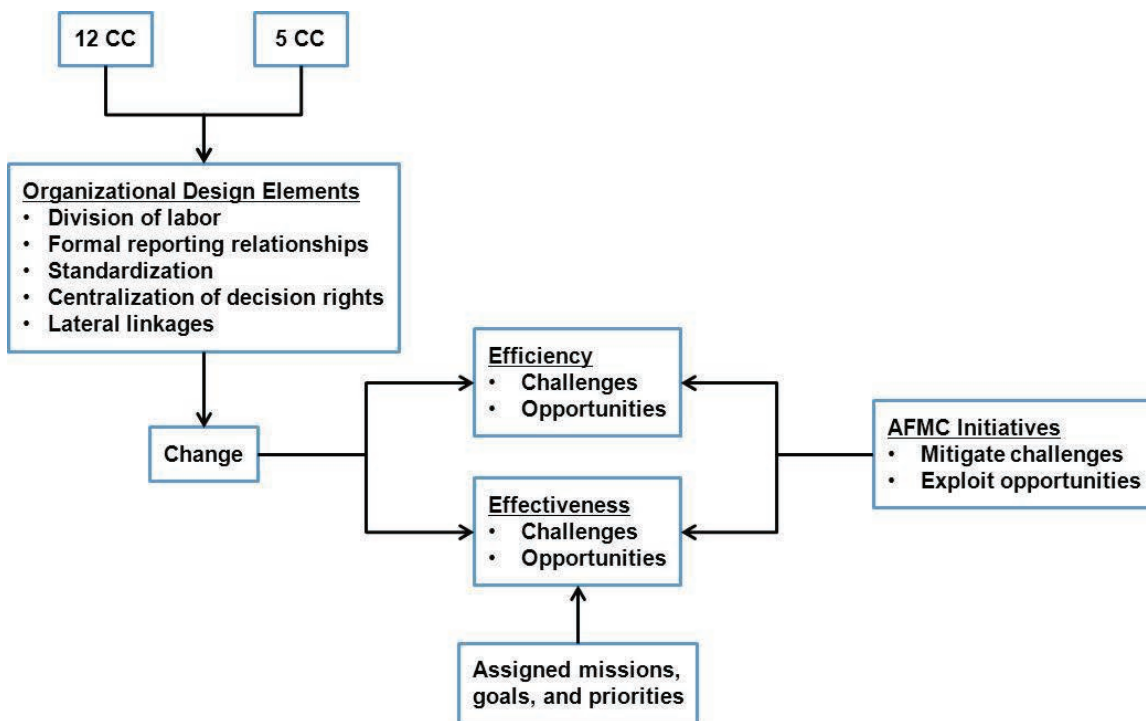 12 CC
5 CC
Organizational Design Elements
• Division of labor
• Formal reporting relationships
• Standardization
• Centralization of decision rights
• Lateral linkages
Change
Efficiency
• Challenges
• Opportunities
Effectiveness
• Challenges
• Opportunities
AFMC Initiatives
• Mitigate challenges
• Exploit opportunities
Assigned missions,
goals, and priorities